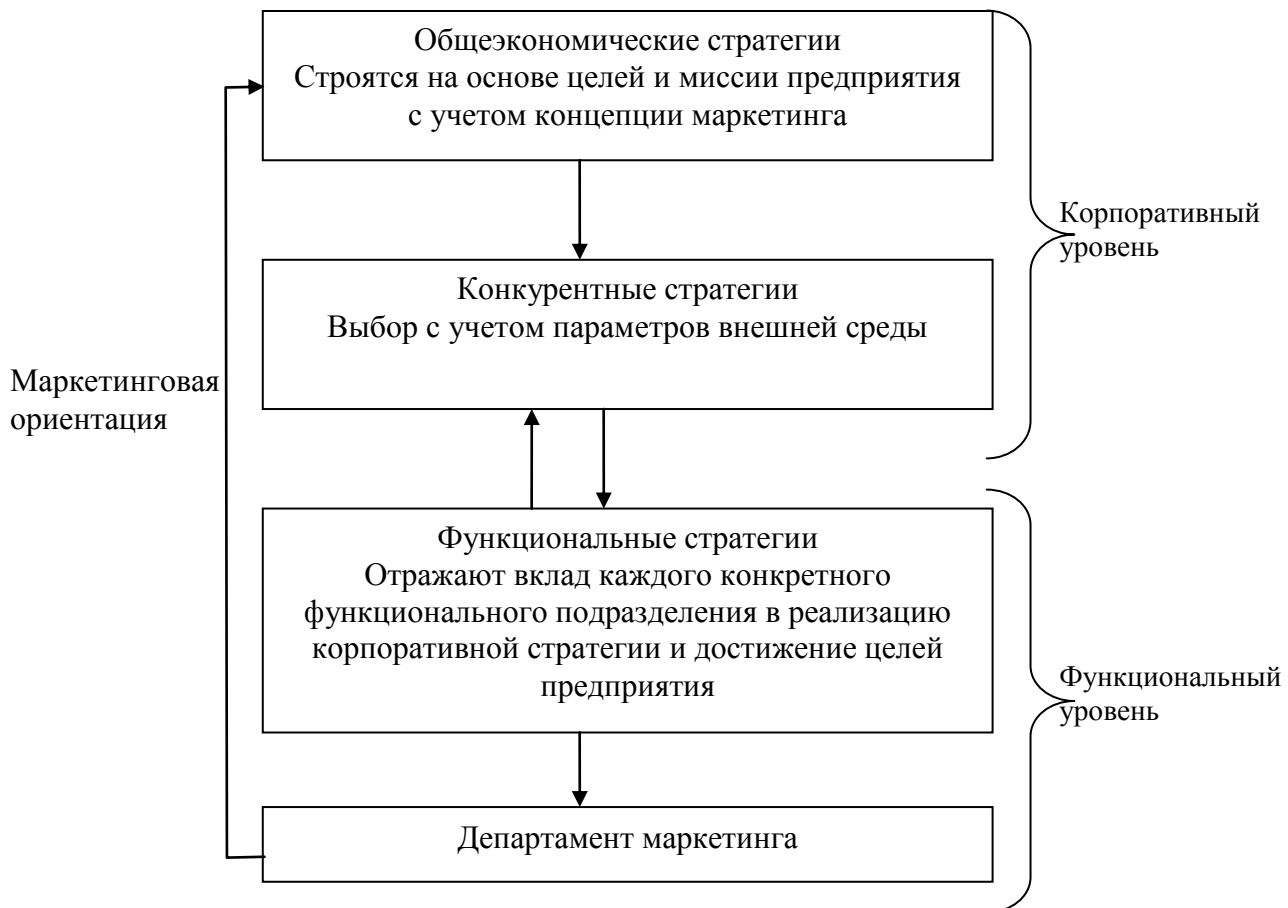 Общеэкономические стратегии
Строятся на основе целей и миссии предприятия
с учетом концепции маркетинга
Корпоративный
уровень
Конкурентные стратегии
Выбор с учетом параметров внешней среды
Маркетинговая
ориентация
Функциональные стратегии
Отражают вклад каждого конкретного
функционального подразделения в реализацию
корпоративной стратегии и достижение целей
предприятия
Функциональный
уровень
Департамент маркетинга